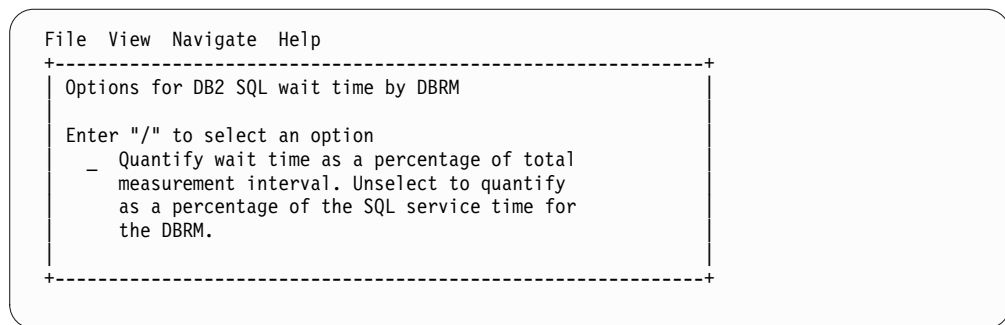 File View Navigate Help
+-------------------------------------------------------------+
| Options for DB2 SQL wait time by DBRM |
| Enter "/" to select an option |
| _ Quantify wait time as a percentage of total |
| measurement interval. Unselect to quantify |
| as a percentage of the SQL service time for |
| the DBRM. |
+-------------------------------------------------------------+